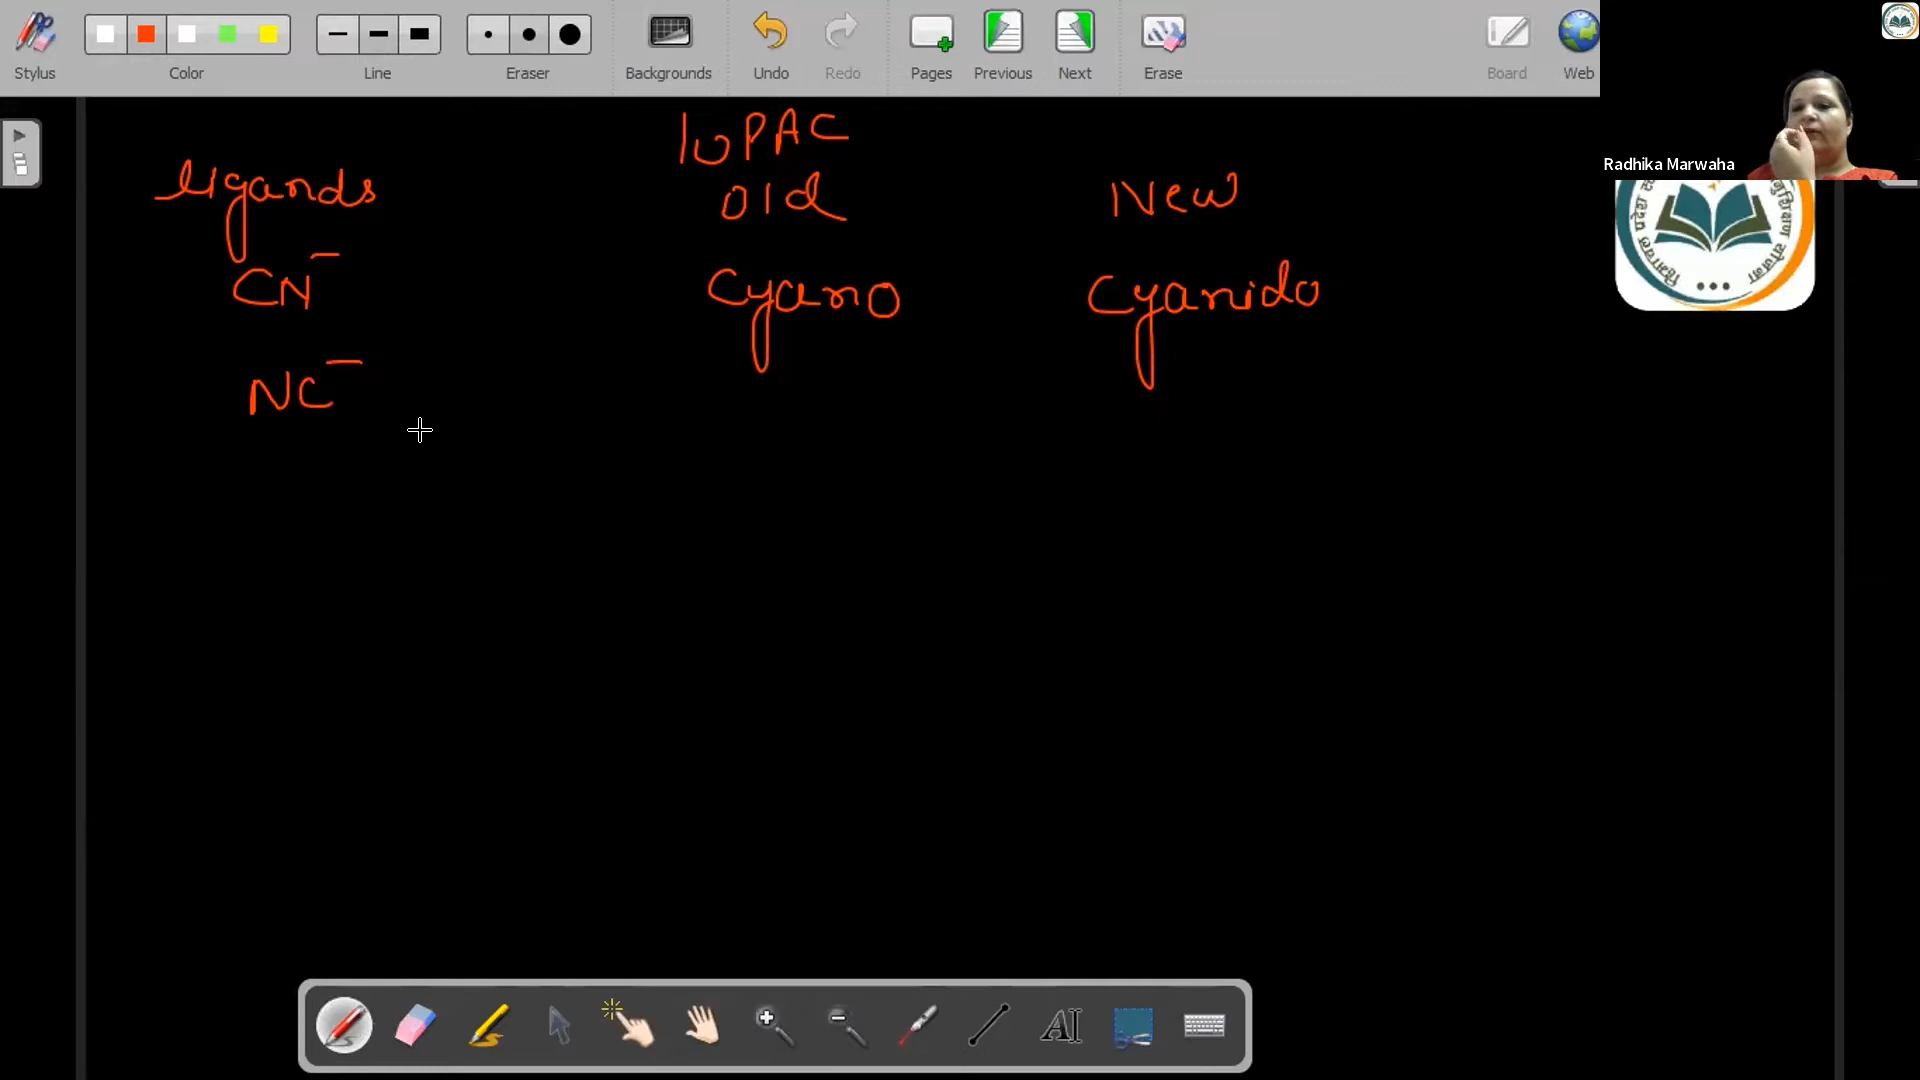 Stylus Color Line Eraser Backgrounds Undo Redo Pages Previous Next Erase Board Web
Radhika Marwaha
IUPAC
Ligands old New
CN⁻ Cyano Cyanido
NC⁻
AI